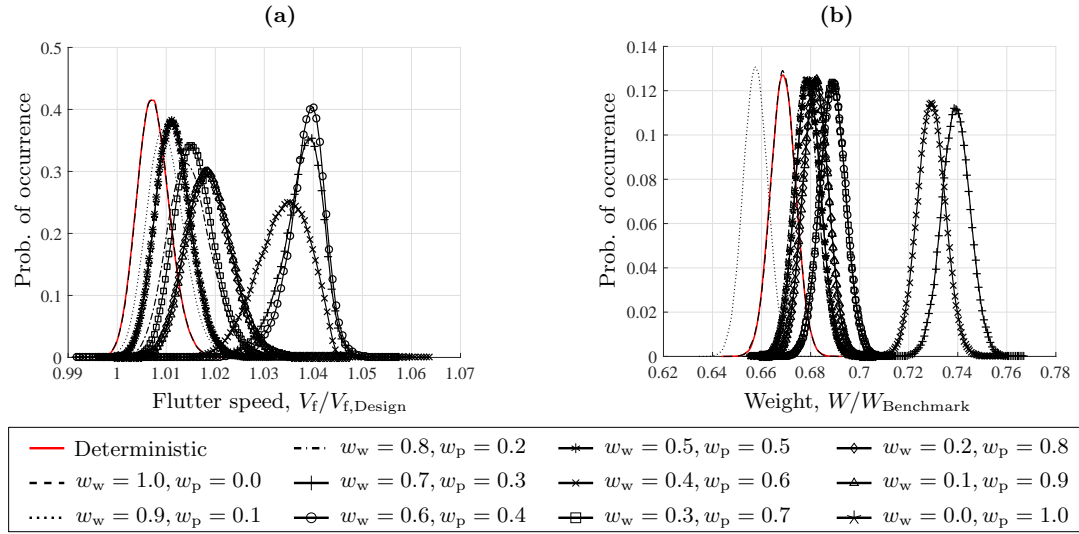 (a)
(b)
Prob. of occurrence
0.5
0.4
0.3
0.2
0.1
0
0.99
1
1.01
1.02
1.03
1.04
1.05
1.06
1.07
Flutter speed, V_f/V_f,Design
Prob. of occurrence
0.14
0.12
0.1
0.08
0.06
0.04
0.02
0
0.62
0.64
0.66
0.68
0.7
0.72
0.74
0.76
0.78
Weight, W/W_Benchmark
Deterministic
w_w = 1.0, w_p = 0.0
w_w = 0.9, w_p = 0.1
w_w = 0.8, w_p = 0.2
w_w = 0.7, w_p = 0.3
w_w = 0.6, w_p = 0.4
w_w = 0.5, w_p = 0.5
w_w = 0.4, w_p = 0.6
w_w = 0.3, w_p = 0.7
w_w = 0.2, w_p = 0.8
w_w = 0.1, w_p = 0.9
w_w = 0.0, w_p = 1.0